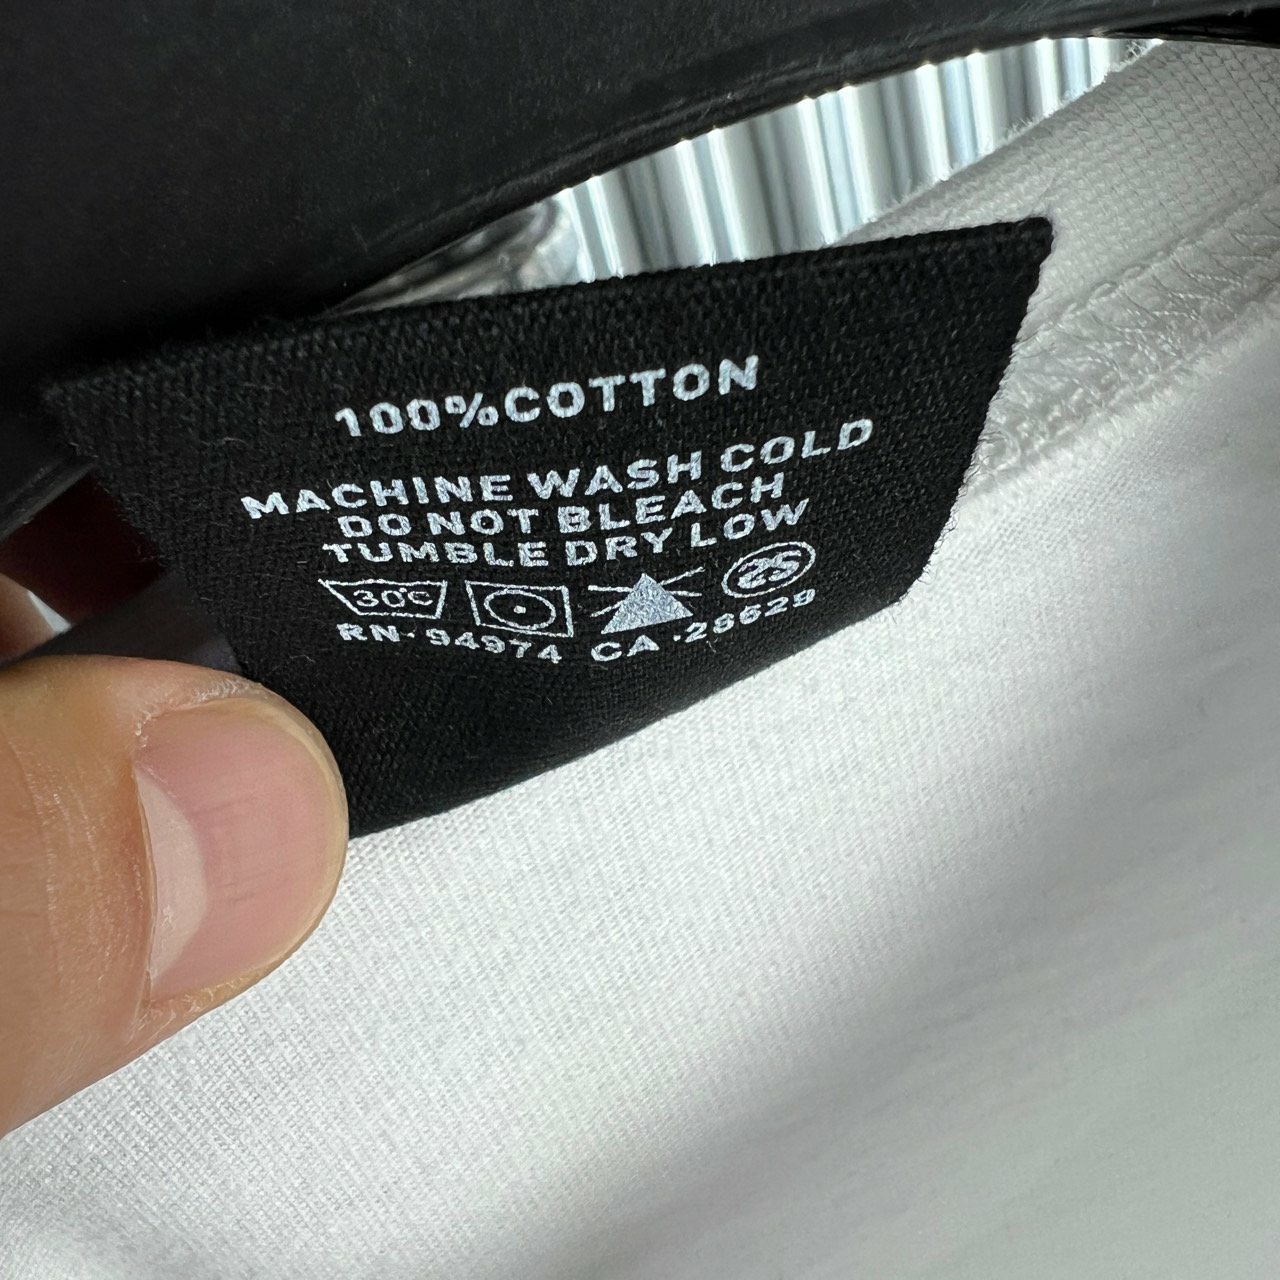 100%COTTON
MACHINE WASH COLD
DO NOT BLEACH
TUMBLE DRY LOW
30°C
RN·94974 CA·28629